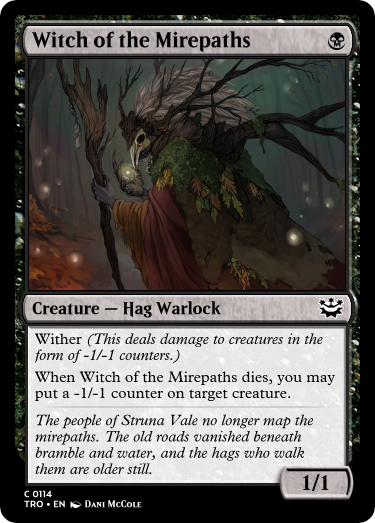 Witch of the Mirepaths
Creature — Hag Warlock
Wither (This deals damage to creatures in the
form of -1/-1 counters.)
When Witch of the Mirepaths dies, you may
put a -1/-1 counter on target creature.
The people of Struna Vale no longer map the
mirepaths. The old roads vanished beneath
bramble and water, and the hags who walk
them are older still.
1/1
C 0114
TRO • EN Dani McCole